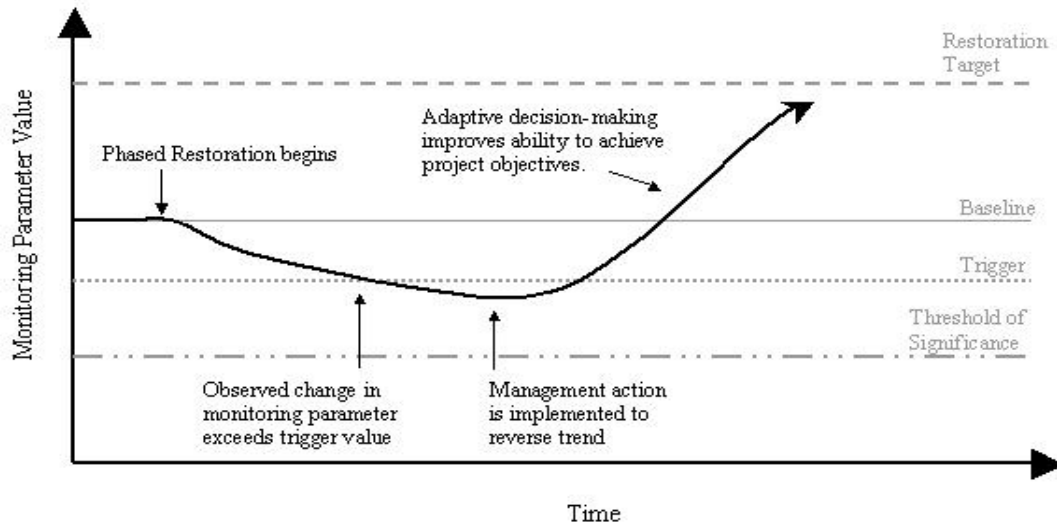 Restoration
Target
Adaptive decision-making
improves ability to achieve
project objectives.
Phased Restoration begins
Monitoring Parameter Value
Baseline
Trigger
Threshold of
Significance
Observed change in
monitoring parameter
exceeds trigger value
Management action
is implemented to
reverse trend
Time